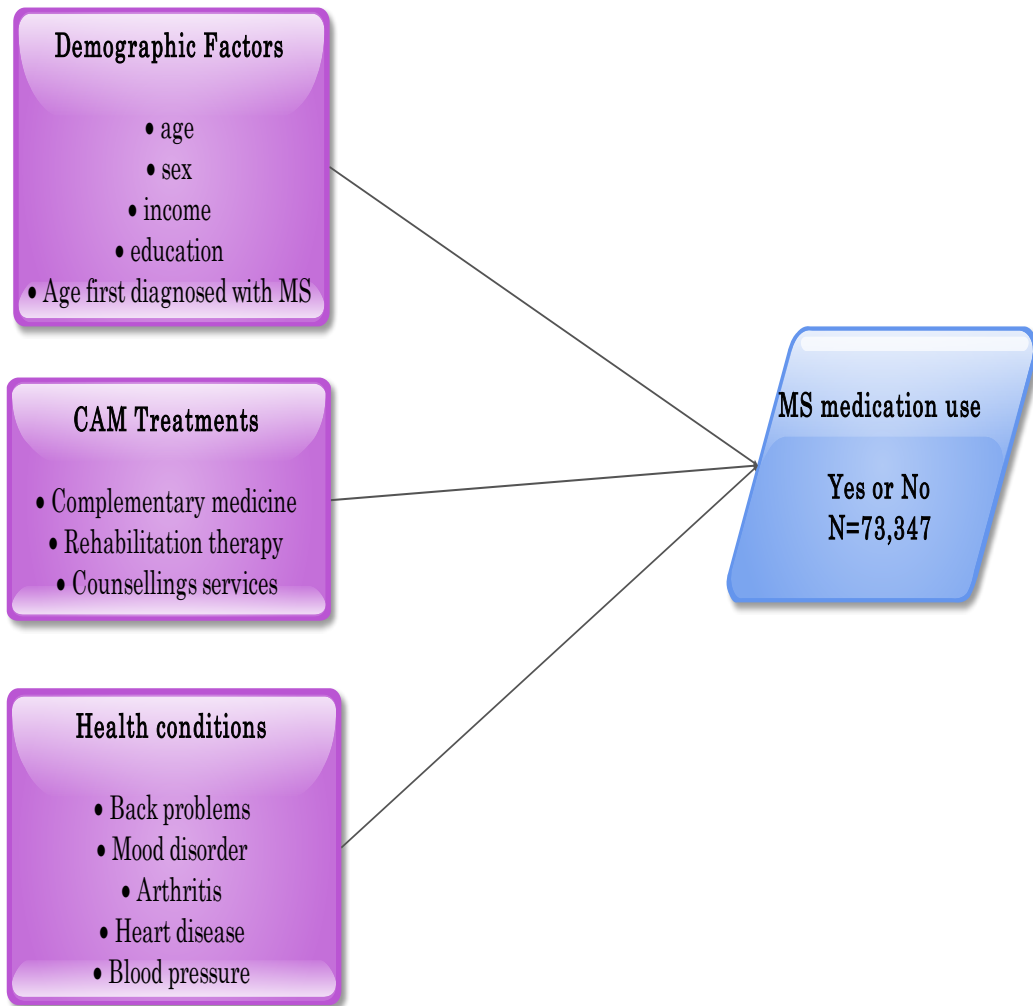 Demographic Factors
• age
• sex
• income
• education
• Age first diagnosed with MS
CAM Treatments
• Complementary medicine
• Rehabilitation therapy
• Counsellings services
Health conditions
• Back problems
• Mood disorder
• Arthritis
• Heart disease
• Blood pressure
MS medication use
Yes or No
N=73,347